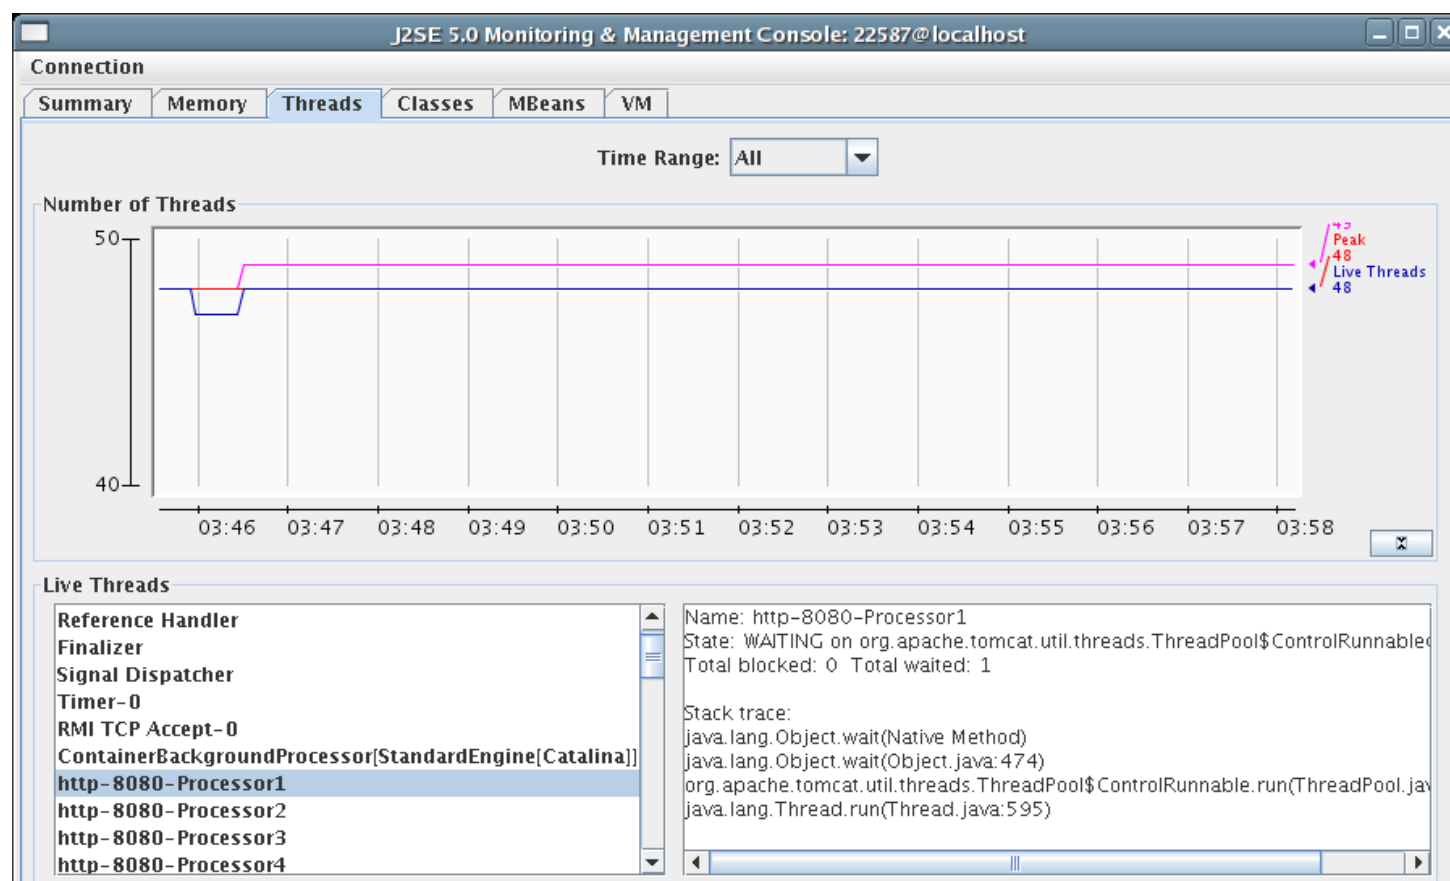 J2SE 5.0 Monitoring & Management Console: 22587@localhost
Connection
Summary Memory Threads Classes MBeans VM
Time Range: All
Number of Threads
50
40
49
Peak
48
Live Threads
48
03:46 03:47 03:48 03:49 03:50 03:51 03:52 03:53 03:54 03:55 03:56 03:57 03:58
Live Threads
Reference Handler
Finalizer
Signal Dispatcher
Timer-0
RMI TCP Accept-0
ContainerBackgroundProcessor[StandardEngine[Catalina]]
http-8080-Processor1
http-8080-Processor2
http-8080-Processor3
http-8080-Processor4
Name: http-8080-Processor1
State: WAITING on org.apache.tomcat.util.threads.ThreadPool$ControlRunnable
Total blocked: 0 Total waited: 1
Stack trace:
java.lang.Object.wait(Native Method)
java.lang.Object.wait(Object.java:474)
org.apache.tomcat.util.threads.ThreadPool$ControlRunnable.run(ThreadPool.jav
java.lang.Thread.run(Thread.java:595)